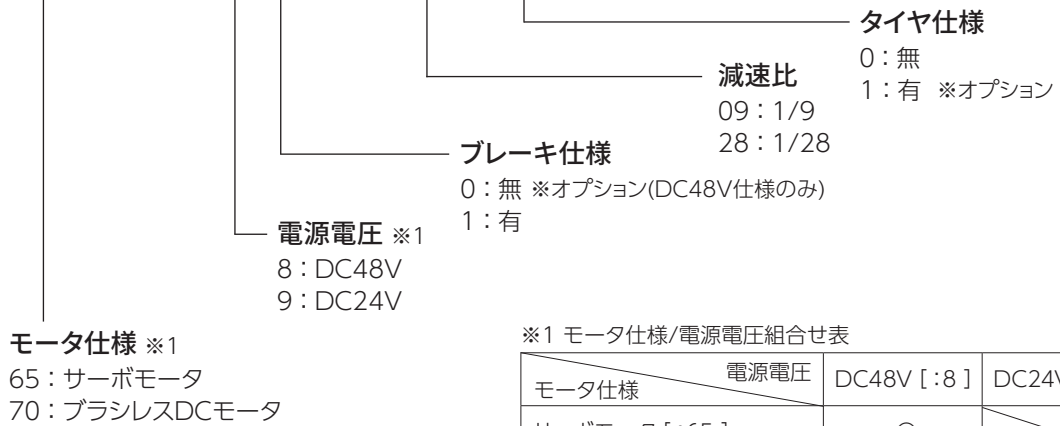 タイヤ仕様
0：無
1：有 ※オプション
減速比
09：1/9
28：1/28
ブレーキ仕様
0：無 ※オプション(DC48V仕様のみ)
1：有
電源電圧 ※1
8：DC48V
9：DC24V
モータ仕様 ※1
65：サーボモータ
70：ブラシレスDCモータ
※1 モータ仕様/電源電圧組合せ表
電源電圧
モータ仕様
DC48V [ :8 ]
DC24V